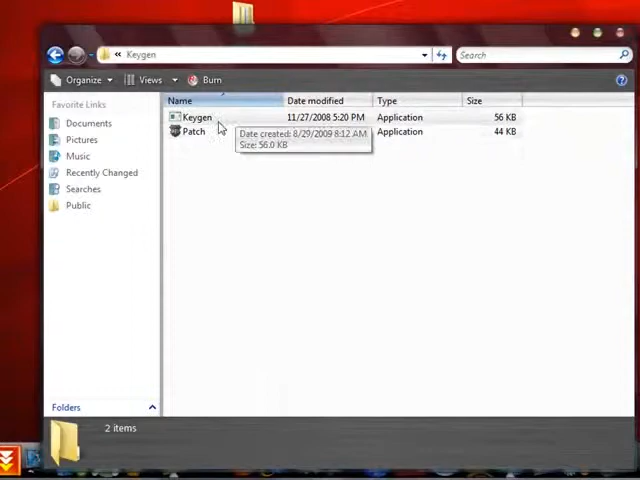 « Keygen
Search
Organize Views Burn
Favorite Links
Documents
Pictures
Music
Recently Changed
Searches
Public
Folders
Name Date modified Type Size
Keygen 11/27/2008 5:20 PM Application 56 KB
Patch Application 44 KB
Date created: 8/29/2009 8:12 AM
Size: 56.0 KB
2 items